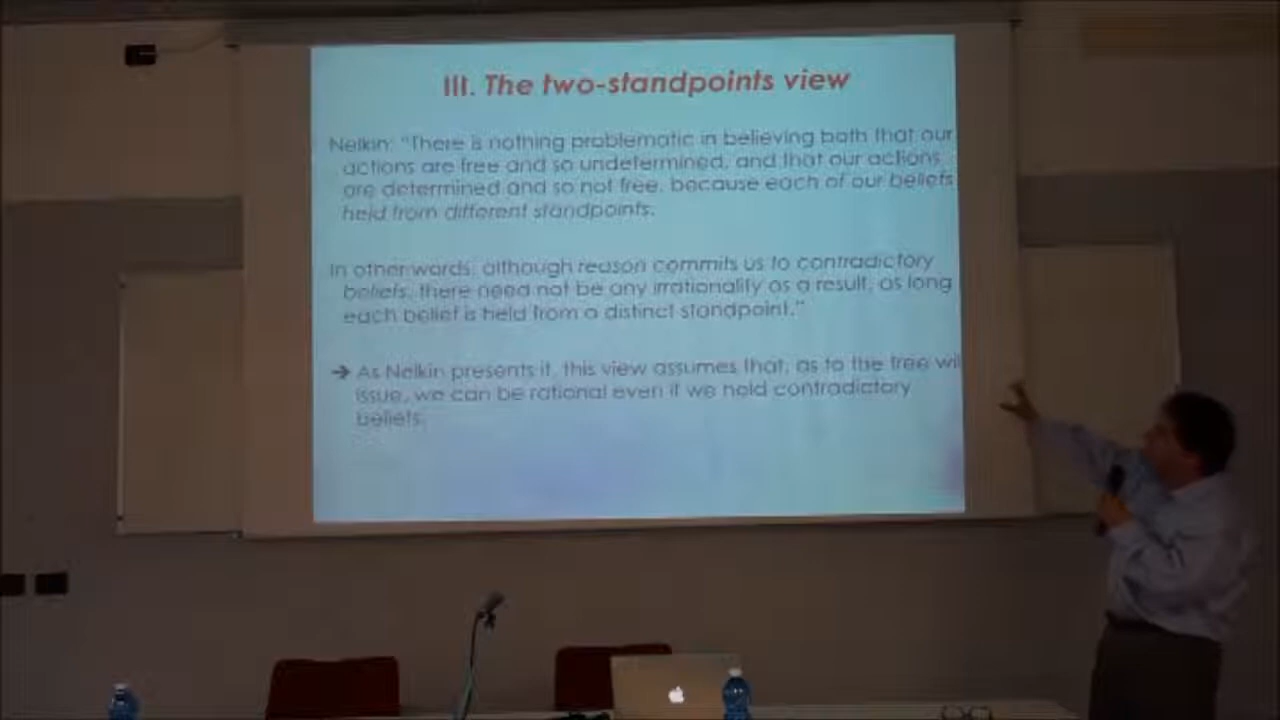 III. The two-standpoints view
Nelkin: "There is nothing problematic in believing both that our
actions are free and so undetermined, and that our actions
are determined and so not free, because each of our beliefs
held from different standpoints.
In other words, although reason commits us to contradictory
beliefs, there need not be any irrationality as a result, as long
each belief is held from a distinct standpoint."
→ As Nelkin presents it, this view assumes that, as to the free wil
issue, we can be rational even if we hold contradictory
beliefs.